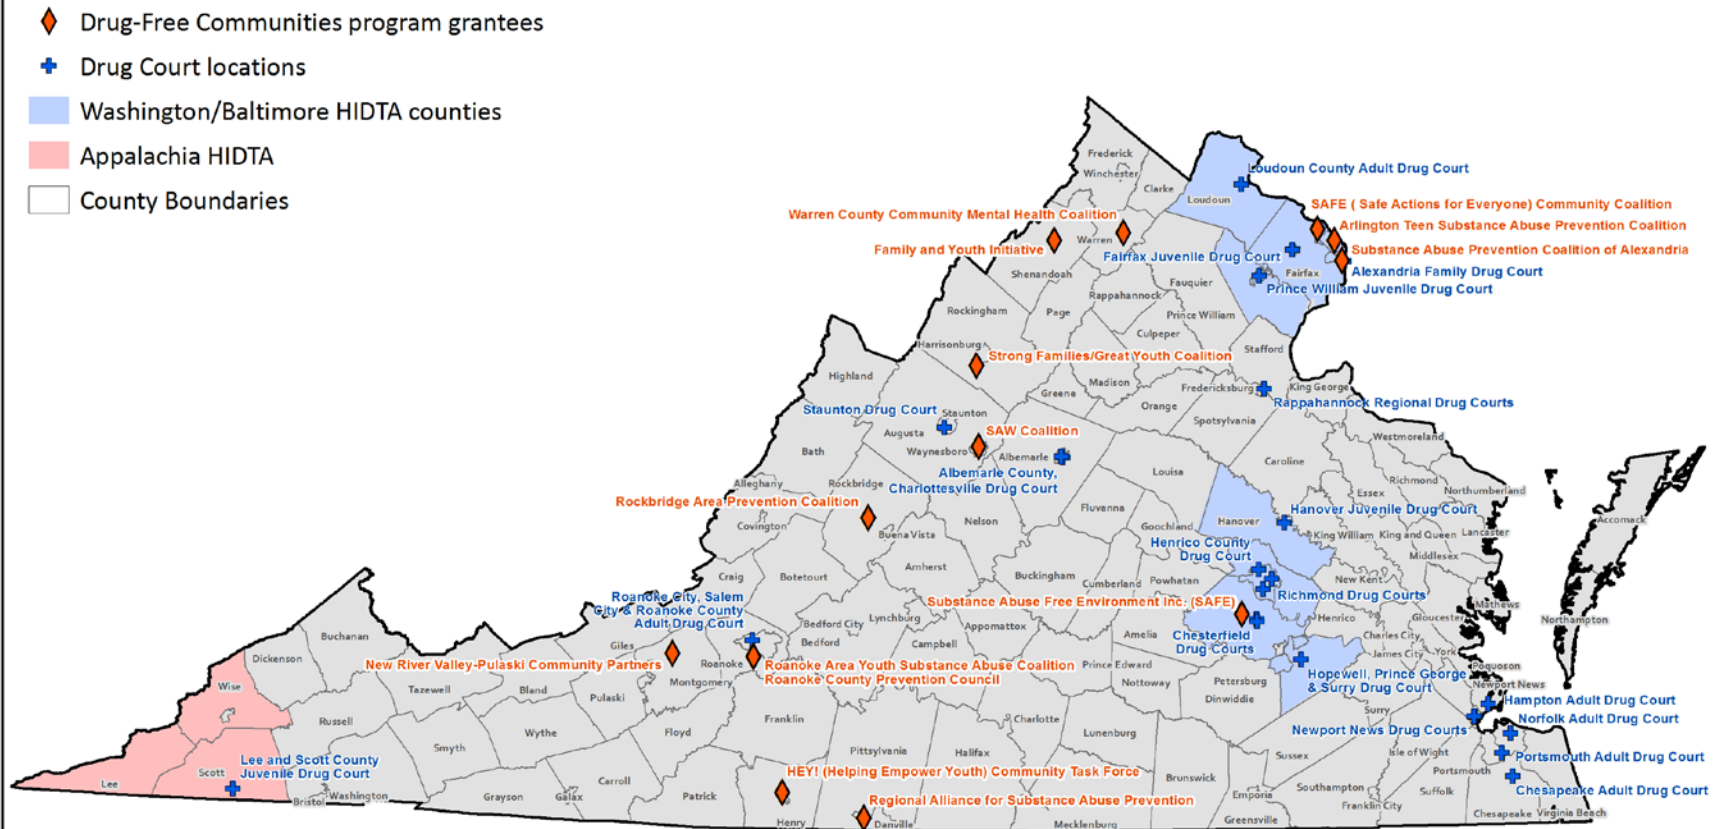 Drug-Free Communities program grantees
Drug Court locations
Washington/Baltimore HIDTA counties
Appalachia HIDTA
County Boundaries
Frederick
Winchester
Clarke
Loudoun County Adult Drug Court
Loudoun
SAFE ( Safe Actions for Everyone) Community Coalition
Warren County Community Mental Health Coalition
Arlington Teen Substance Abuse Prevention Coalition
Warren
Family and Youth Initiative
Substance Abuse Prevention Coalition of Alexandria
Fairfax Juvenile Drug Court
Alexandria Family Drug Court
Fairfax
Shenandoah
Fauquier
Prince William Juvenile Drug Court
Rappahannock
Rockingham
Page
Prince William
Culpeper
Harrisonburg
Stafford
Strong Families/Great Youth Coalition
Highland
Madison
Greene
Fredericksburg
King George
Rappahannock Regional Drug Courts
Orange
Staunton Drug Court
Staunton
Spotsylvania
Augusta
SAW Coalition
Westmoreland
Bath
Waynesboro
Albemarle
Caroline
Albemarle County,
Charlottesville Drug Court
Louisa
Alleghany
Rockbridge
Richmond
Essex
Northumberland
Rockbridge Area Prevention Coalition
Fluvanna
Hanover Juvenile Drug Court
Covington
Nelson
Goochland
Hanover
Accomack
Buena Vista
King William
King and Queen
Lancaster
Henrico County
Drug Court
Middlesex
Amherst
Craig
Botetourt
Buckingham
Cumberland
Powhatan
New Kent
Roanoke City, Salem
City & Roanoke County
Adult Drug Court
Substance Abuse Free Environment Inc. (SAFE)
Richmond Drug Courts
Mathews
Lynchburg
Bedford City
Appomattox
Henrico
Gloucester
Northampton
Buchanan
Giles
Bedford
Campbell
Amelia
Chesterfield
Drug Courts
Charles City
James City
York
Dickenson
New River Valley-Pulaski Community Partners
Roanoke
Roanoke Area Youth Substance Abuse Coalition
Roanoke County Prevention Council
Prince Edward
Poquoson
Hopewell, Prince George
& Surry Drug Court
Wise
Tazewell
Bland
Pulaski
Montgomery
Nottoway
Petersburg
Dinwiddie
Newport News
Hampton Adult Drug Court
Surry
Russell
Wythe
Floyd
Franklin
Charlotte
Lunenburg
Newport News Drug Courts
Norfolk Adult Drug Court
Smyth
Pittsylvania
Halifax
Sussex
Isle of Wight
Portsmouth Adult Drug Court
Lee and Scott County
Juvenile Drug Court
Scott
HEY! (Helping Empower Youth) Community Task Force
Portsmouth
Lee
Carroll
Brunswick
Southampton
Suffolk
Chesapeake Adult Drug Court
Bristol
Washington
Grayson
Galax
Patrick
Regional Alliance for Substance Abuse Prevention
Emporia
Franklin City
Henry
Danville
Mecklenburg
Greensville
Chesapeake
Virginia Beach